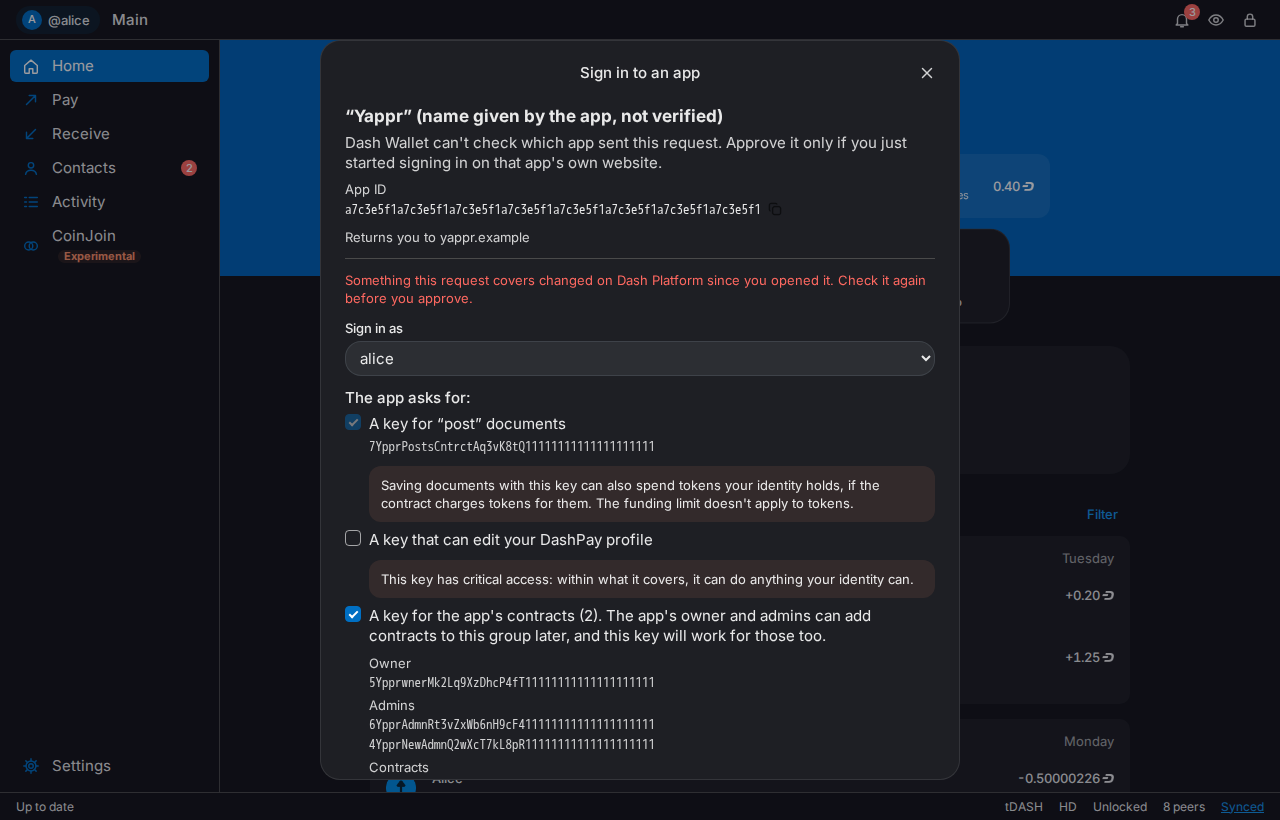 A @alice Main 3
Home
Pay
Receive
Contacts 2
Activity
CoinJoin
Experimental
Settings
Sign in to an app
“Yappr” (name given by the app, not verified)
Dash Wallet can't check which app sent this request. Approve it only if you just
started signing in on that app's own website.
App ID
a7c3e5f1a7c3e5f1a7c3e5f1a7c3e5f1a7c3e5f1a7c3e5f1a7c3e5f1a7c3e5f1
Returns you to yappr.example
Something this request covers changed on Dash Platform since you opened it. Check it again
before you approve.
Sign in as
alice
The app asks for:
A key for “post” documents
7YpprPostsCntrctAq3vK8tQ11111111111111111111
Saving documents with this key can also spend tokens your identity holds, if the
contract charges tokens for them. The funding limit doesn't apply to tokens.
A key that can edit your DashPay profile
This key has critical access: within what it covers, it can do anything your identity can.
A key for the app's contracts (2). The app's owner and admins can add
contracts to this group later, and this key will work for those too.
Owner
5YpprwnerMk2Lq9XzDhcP4fT11111111111111111111
Admins
6YpprAdmnRt3vZxWb6nH9cF411111111111111111111
4YpprNewAdmnQ2wXcT7kL8pR11111111111111111111
Contracts
0.40
Filter
Tuesday
+0.20
+1.25
Monday
-0.50000226
Up to date
tDASH HD Unlocked 8 peers Synced